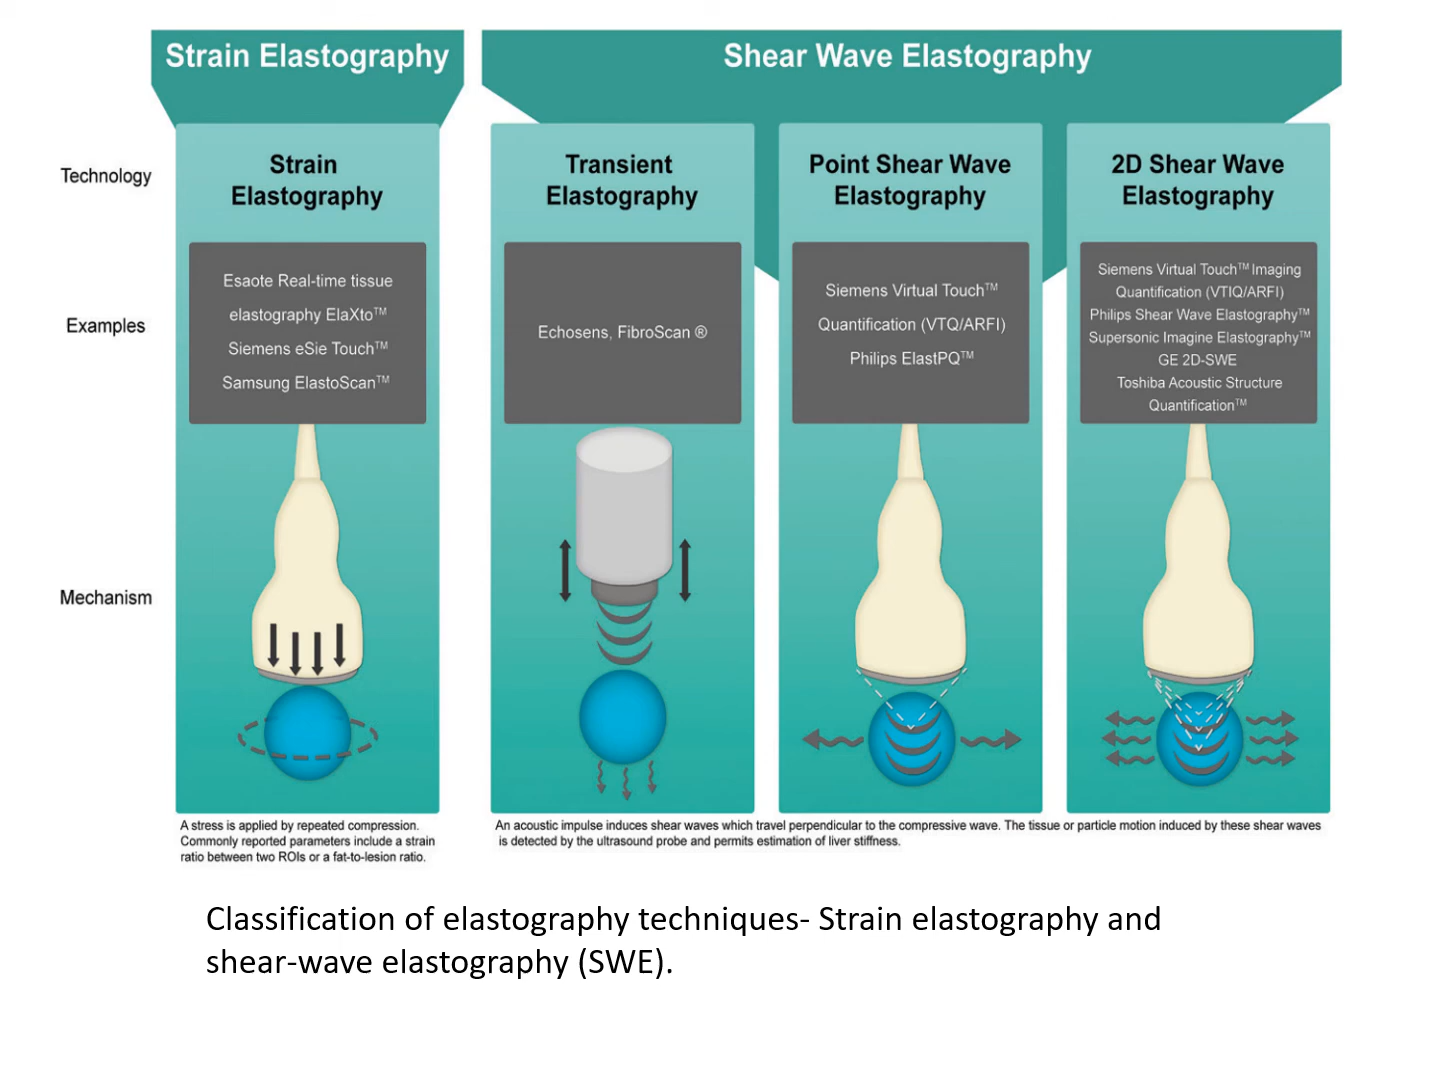 Strain Elastography
Shear Wave Elastography
Technology
Strain
Elastography
Transient
Elastography
Point Shear Wave
Elastography
2D Shear Wave
Elastography
Examples
Esaote Real-time tissue
elastography ElaXto™
Siemens eSie Touch™
Samsung ElastoScan™
Echosens, FibroScan ®
Siemens Virtual Touch™
Quantification (VTQ/ARFI)
Philips ElastPQ™
Siemens Virtual Touch™ Imaging
Quantification (VTIQ/ARFI)
Philips Shear Wave Elastography™
Supersonic Imagine Elastography™
GE 2D-SWE
Toshiba Acoustic Structure
Quantification™
Mechanism
A stress is applied by repeated compression.
Commonly reported parameters include a strain
ratio between two ROIs or a fat-to-lesion ratio.
An acoustic impulse induces shear waves which travel perpendicular to the compressive wave. The tissue or particle motion induced by these shear waves
is detected by the ultrasound probe and permits estimation of liver stiffness.
Classification of elastography techniques- Strain elastography and
shear-wave elastography (SWE).